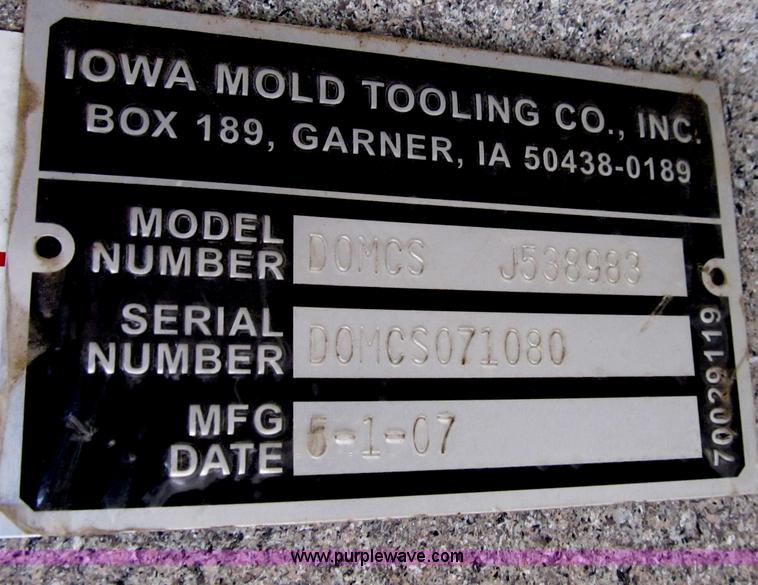 IOWA MOLD TOOLING CO., INC.
BOX 189, GARNER, IA 50438-0189
MODEL NUMBER DOMCS J538983
SERIAL NUMBER DOMCS071080
MFG DATE 5-1-07
70029119
www.purplewave.com